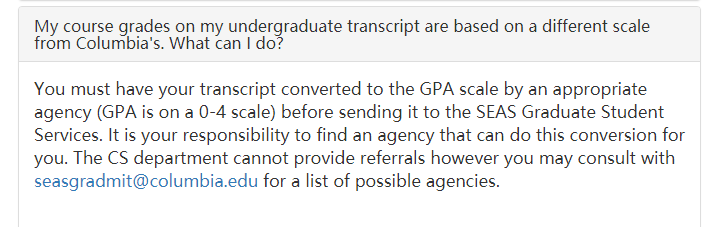 My course grades on my undergraduate transcript are based on a different scale
from Columbia's. What can I do?
You must have your transcript converted to the GPA scale by an appropriate
agency (GPA is on a 0-4 scale) before sending it to the SEAS Graduate Student
Services. It is your responsibility to find an agency that can do this conversion for
you. The CS department cannot provide referrals however you may consult with
seasgradmit@columbia.edu for a list of possible agencies.